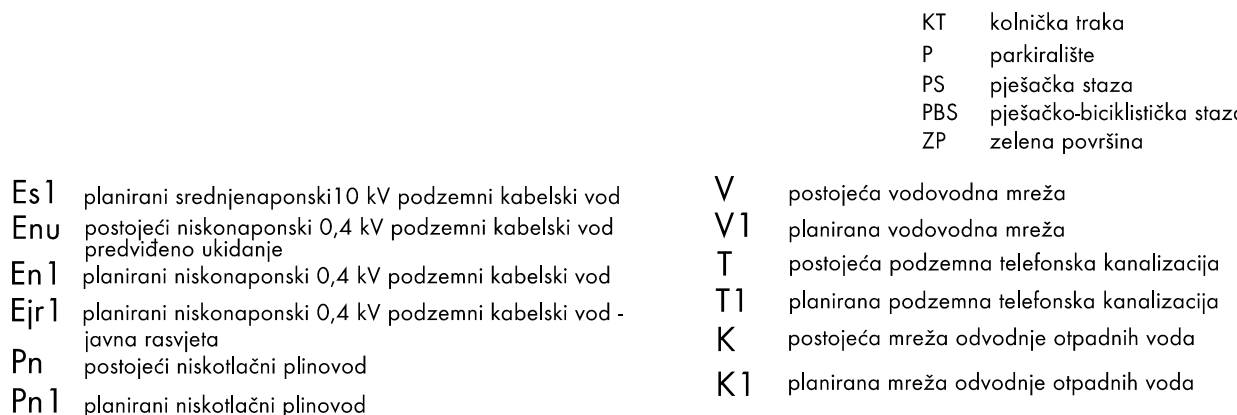 KT kolnička traka
P parkiralište
PS pješačka staza
PBS pješačko-biciklistička staza
ZP zelena površina
Es1 planirani srednjenaponski10 kV podzemni kabelski vod
Enu postojeći niskonaponski 0,4 kV podzemni kabelski vod
predviđeno ukidanje
En1 planirani niskonaponski 0,4 kV podzemni kabelski vod
Ejr1 planirani niskonaponski 0,4 kV podzemni kabelski vod -
javna rasvjeta
Pn postojeći niskotlačni plinovod
Pn1 planirani niskotlačni plinovod
V postojeća vodovodna mreža
V1 planirana vodovodna mreža
T postojeća podzemna telefonska kanalizacija
T1 planirana podzemna telefonska kanalizacija
K postojeća mreža odvodnje otpadnih voda
K1 planirana mreža odvodnje otpadnih voda